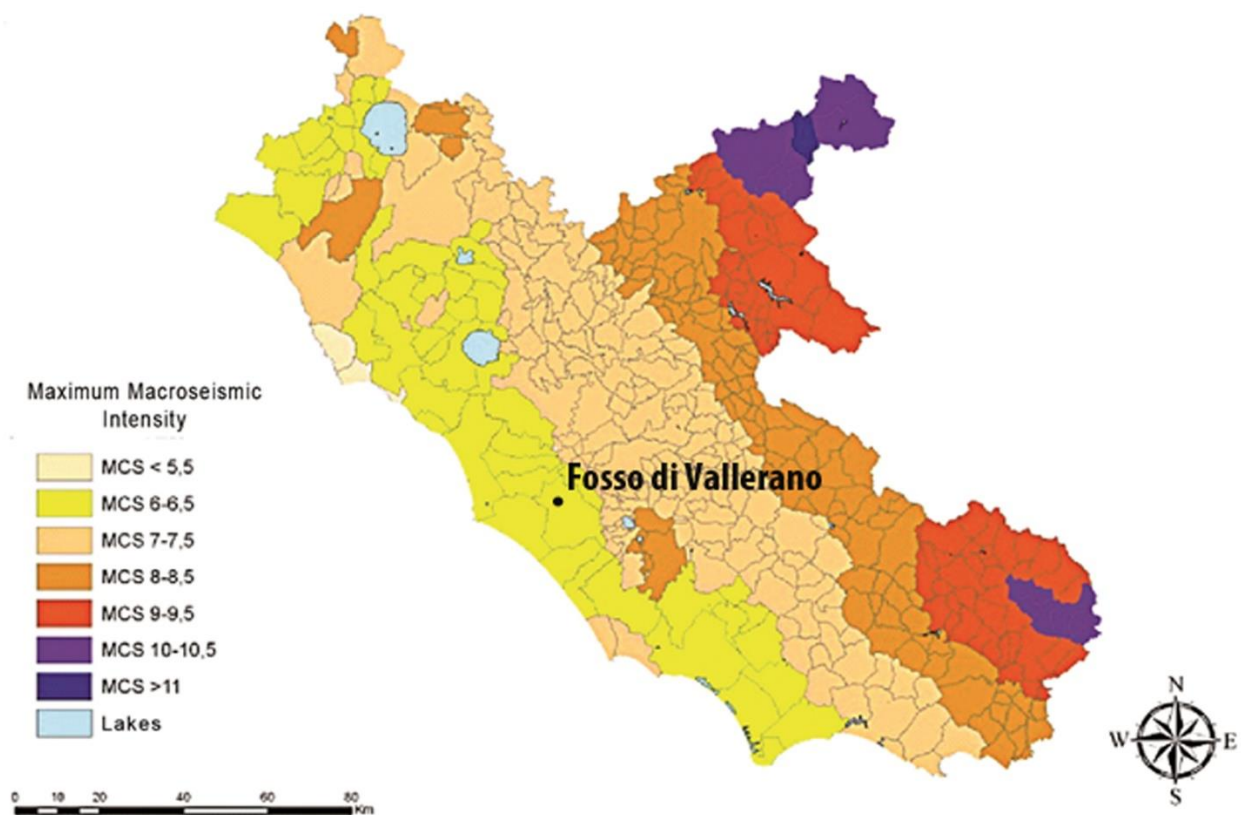 Fosso di Vallerano
Maximum Macroseismic
Intensity
MCS < 5,5
MCS 6-6,5
MCS 7-7,5
MCS 8-8,5
MCS 9-9,5
MCS 10-10,5
MCS >11
Lakes
N
W E
S
0 10 20 40 60 80
Km